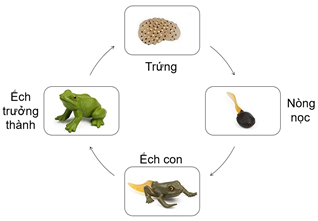 Trứng
Nòng
nọc
Ếch con
Ếch
trưởng
thành